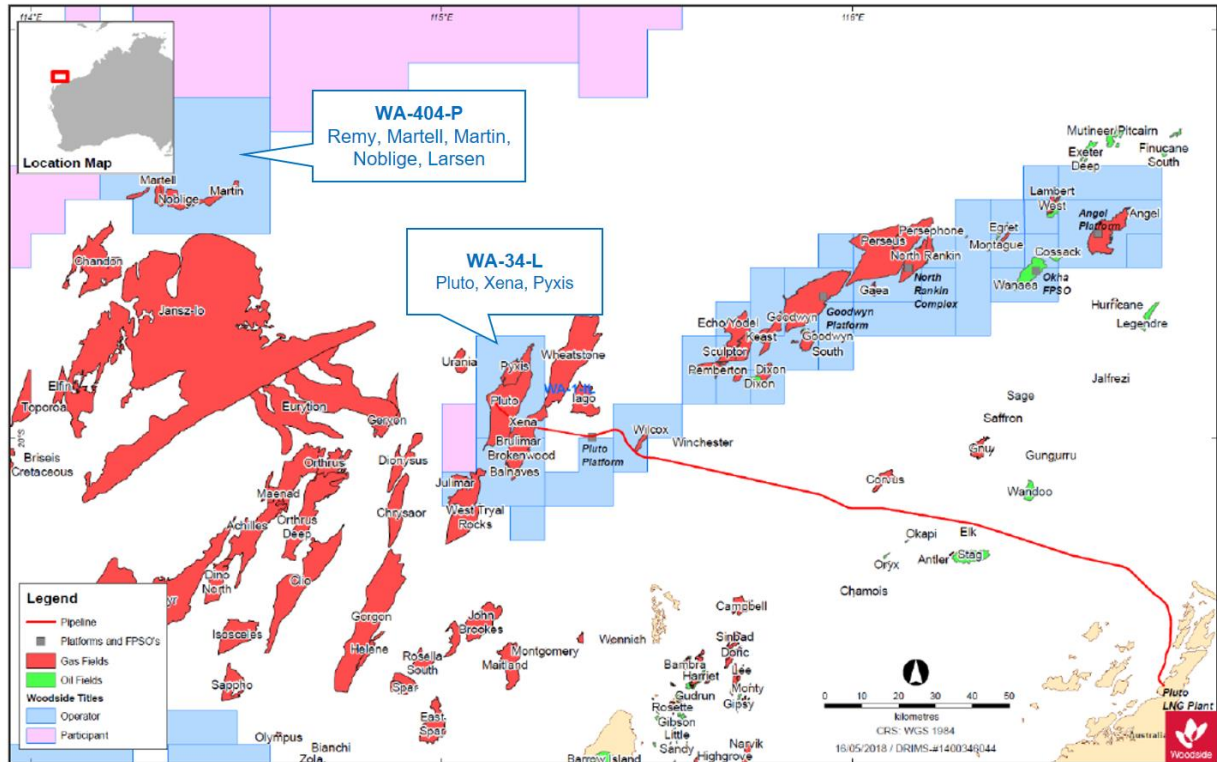 114°E
115°E
116°E
20°S
Location Map
WA-404-P
Remy, Martell, Martin,
Noblige, Larsen
WA-34-L
Pluto, Xena, Pyxis
Martell
Noblige
Martin
Chandon
Jansz-Io
Elfin
Toporoa
Briseis
Cretaceous
Eurytion
Geryon
Orthrus
Dionysus
Maenad
Achilles
Orthrus
Deep
Chrysaor
Dino
North
Clio
Isosceles
Sappho
Gorgon
Helene
Rosella
South
Spar
East
Spar
John
Brookes
Maitland
Montgomery
Wonnich
Olympus
Bianchi
Zola
Urania
Pyxis
Pluto
Xena
Brulimar
Brokenwood
Balnaves
Julimar
West Tryal
Rocks
Wheatstone
Iago
Pluto
Platform
Wilcox
Winchester
Echo/Yodel
Keast
Sculptor
Pemberton
Dixon
Dixon
Goodwyn
Goodwyn
South
Goodwyn
Platform
Perseus
Persephone
North Rankin
North
Rankin
Complex
Gaea
Mutineer/Pitcairn
Exeter
Deep
Finucane
South
Lambert
West
Egret
Montague
Cossack
Wanaea
Okha
FPSO
Angel
Platform
Angel
Hurricane
Legendre
Jalfrezi
Sage
Saffron
Gnu
Gungurru
Wandoo
Corvus
Okapi
Elk
Antler
Stag
Oryx
Chamois
Campbell
Sinbad
Doric
Bambra
Harriet
Lee
Monty
Gudrun
Gipsy
Rosette
Gibson
Little
Sandy
Narvik
Highgrove
Barrow Island
Pluto
LNG Plant
Legend
Pipeline
Platforms and FPSO's
Gas Fields
Oil Fields
Woodside Titles
Operator
Participant
0 10 20 30 40 50
kilometres
CRS: WGS 1984
16/05/2018 / DRIMS-#1400346044
Woodside